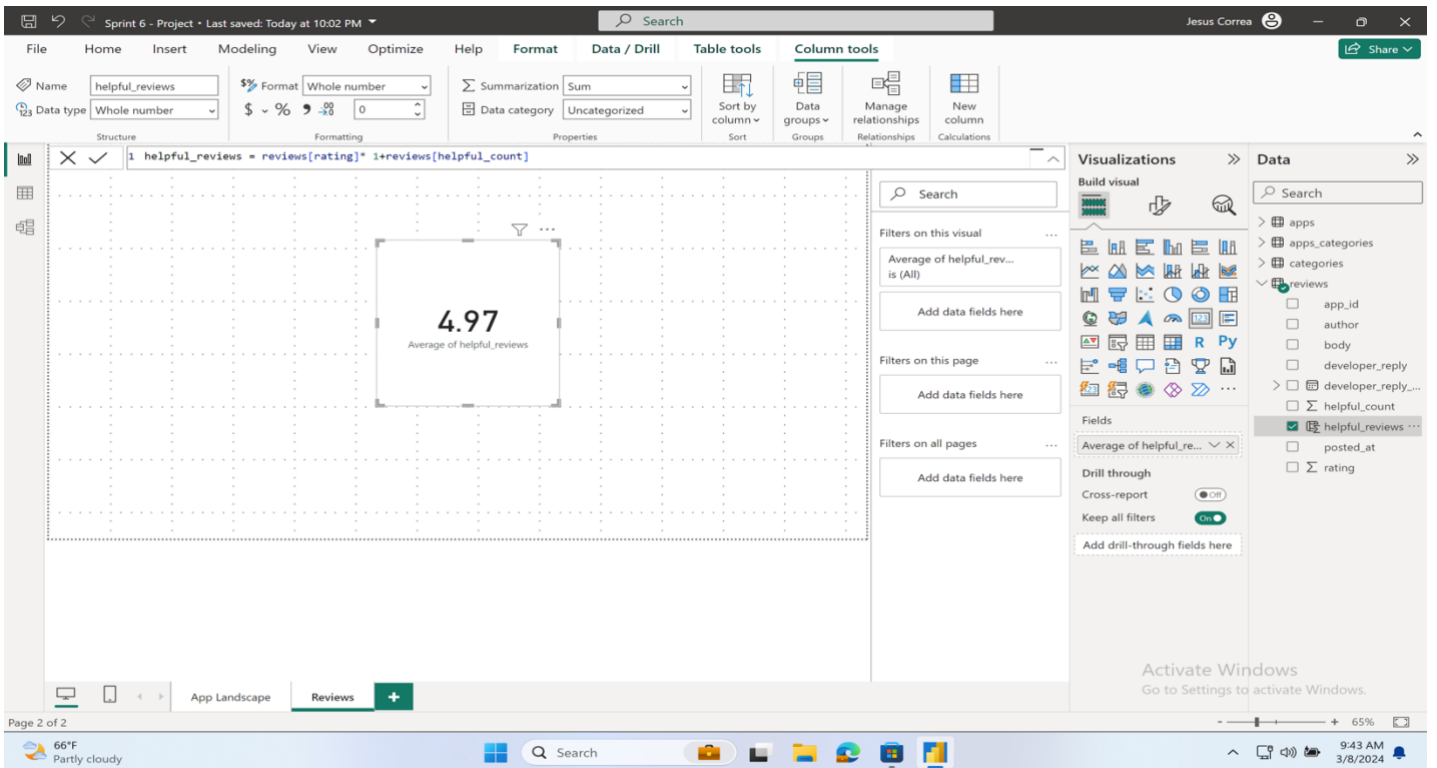 Sprint 6 - Project • Last saved: Today at 10:02 PM
Search
Jesus Correa
File Home Insert Modeling View Optimize Help Format Data / Drill Table tools Column tools
Share
Name helpful_reviews
$% Format Whole number
Σ Summarization Sum
Data type Whole number
$ % 9 .00 0
Data category Uncategorized
Sort by column
Data groups
Manage relationships
New column
Structure Formatting Properties Sort Groups Relationships Calculations
1 helpful_reviews = reviews[rating]* 1+reviews[helpful_count]
4.97
Average of helpful_reviews
Search
Filters on this visual ...
Average of helpful_rev...
is (All)
Add data fields here
Filters on this page ...
Add data fields here
Filters on all pages ...
Add data fields here
Visualizations
Build visual
123
R Py
...
Fields
Average of helpful_re...
Drill through
Cross-report Off
Keep all filters On
Add drill-through fields here
Data
Search
apps
apps_categories
categories
reviews
app_id
author
body
developer_reply
developer_reply_...
Σ helpful_count
helpful_reviews ...
posted_at
Σ rating
Activate Windows
Go to Settings to activate Windows.
App Landscape Reviews +
Page 2 of 2
- + 65%
66°F
Partly cloudy
Search
9:43 AM
3/8/2024